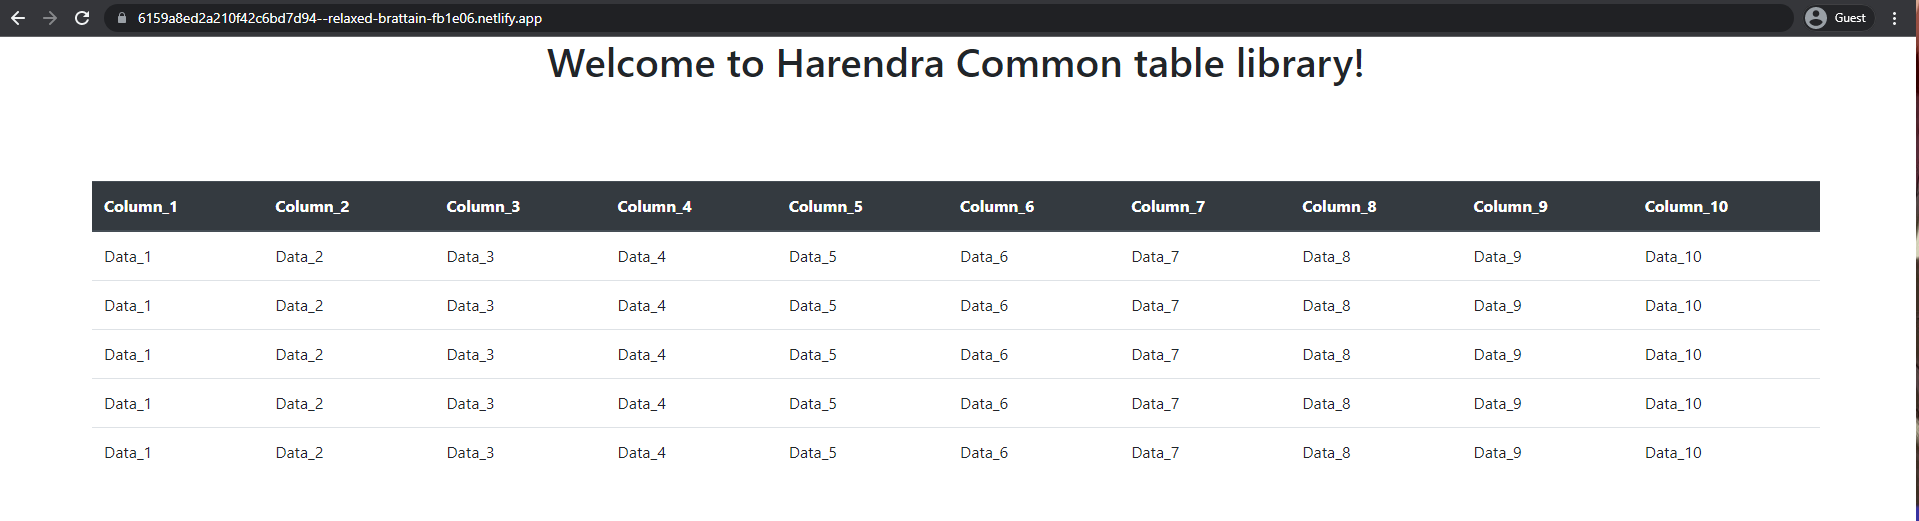 6159a8ed2a210f42c6bd7d94--relaxed-brattain-fb1e06.netlify.app Guest
Welcome to Harendra Common table library!
Column_1 Column_2 Column_3 Column_4 Column_5 Column_6 Column_7 Column_8 Column_9 Column_10
Data_1 Data_2 Data_3 Data_4 Data_5 Data_6 Data_7 Data_8 Data_9 Data_10
Data_1 Data_2 Data_3 Data_4 Data_5 Data_6 Data_7 Data_8 Data_9 Data_10
Data_1 Data_2 Data_3 Data_4 Data_5 Data_6 Data_7 Data_8 Data_9 Data_10
Data_1 Data_2 Data_3 Data_4 Data_5 Data_6 Data_7 Data_8 Data_9 Data_10
Data_1 Data_2 Data_3 Data_4 Data_5 Data_6 Data_7 Data_8 Data_9 Data_10